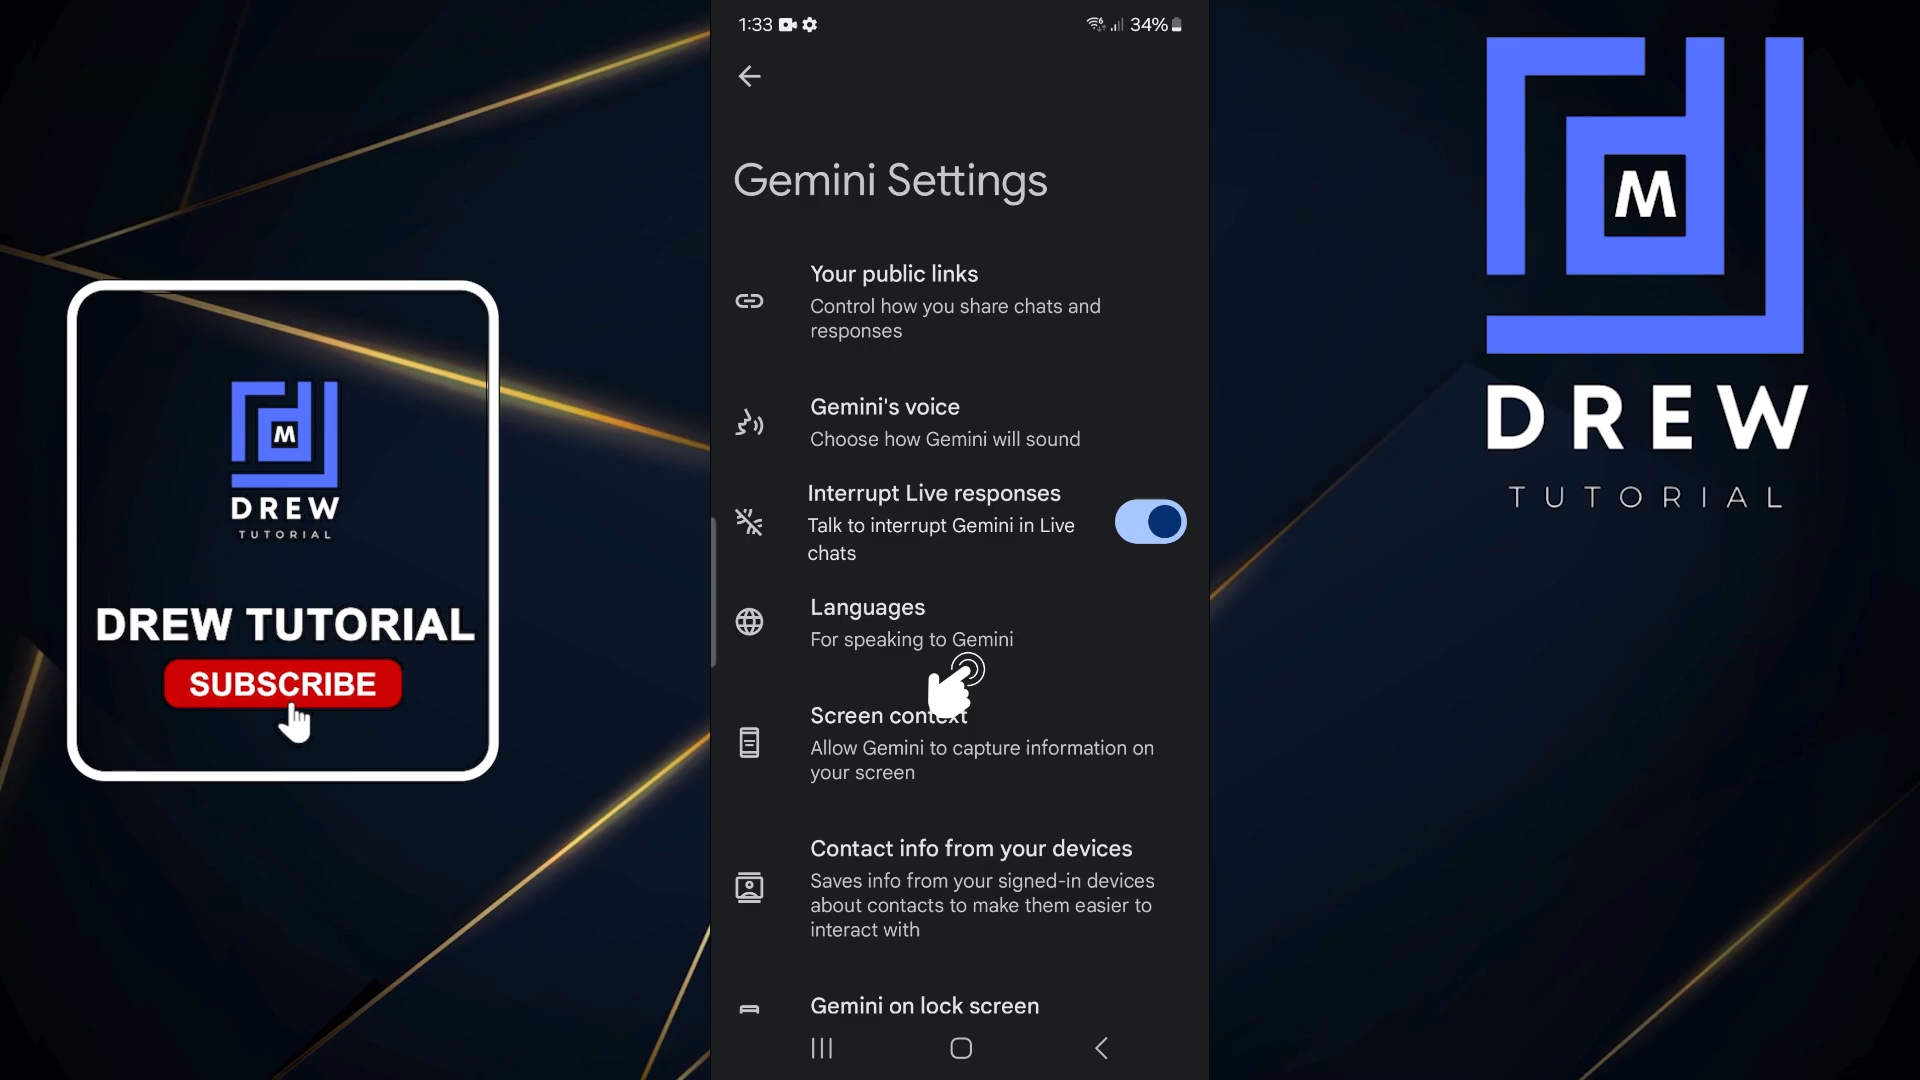 1:33
34%
Gemini Settings
Your public links
Control how you share chats and
responses
Gemini's voice
Choose how Gemini will sound
Interrupt Live responses
Talk to interrupt Gemini in Live
chats
Languages
For speaking to Gemini
Screen context
Allow Gemini to capture information on
your screen
Contact info from your devices
Saves info from your signed-in devices
about contacts to make them easier to
interact with
Gemini on lock screen
M
DREW
TUTORIAL
DREW TUTORIAL
SUBSCRIBE
M
DREW
TUTORIAL